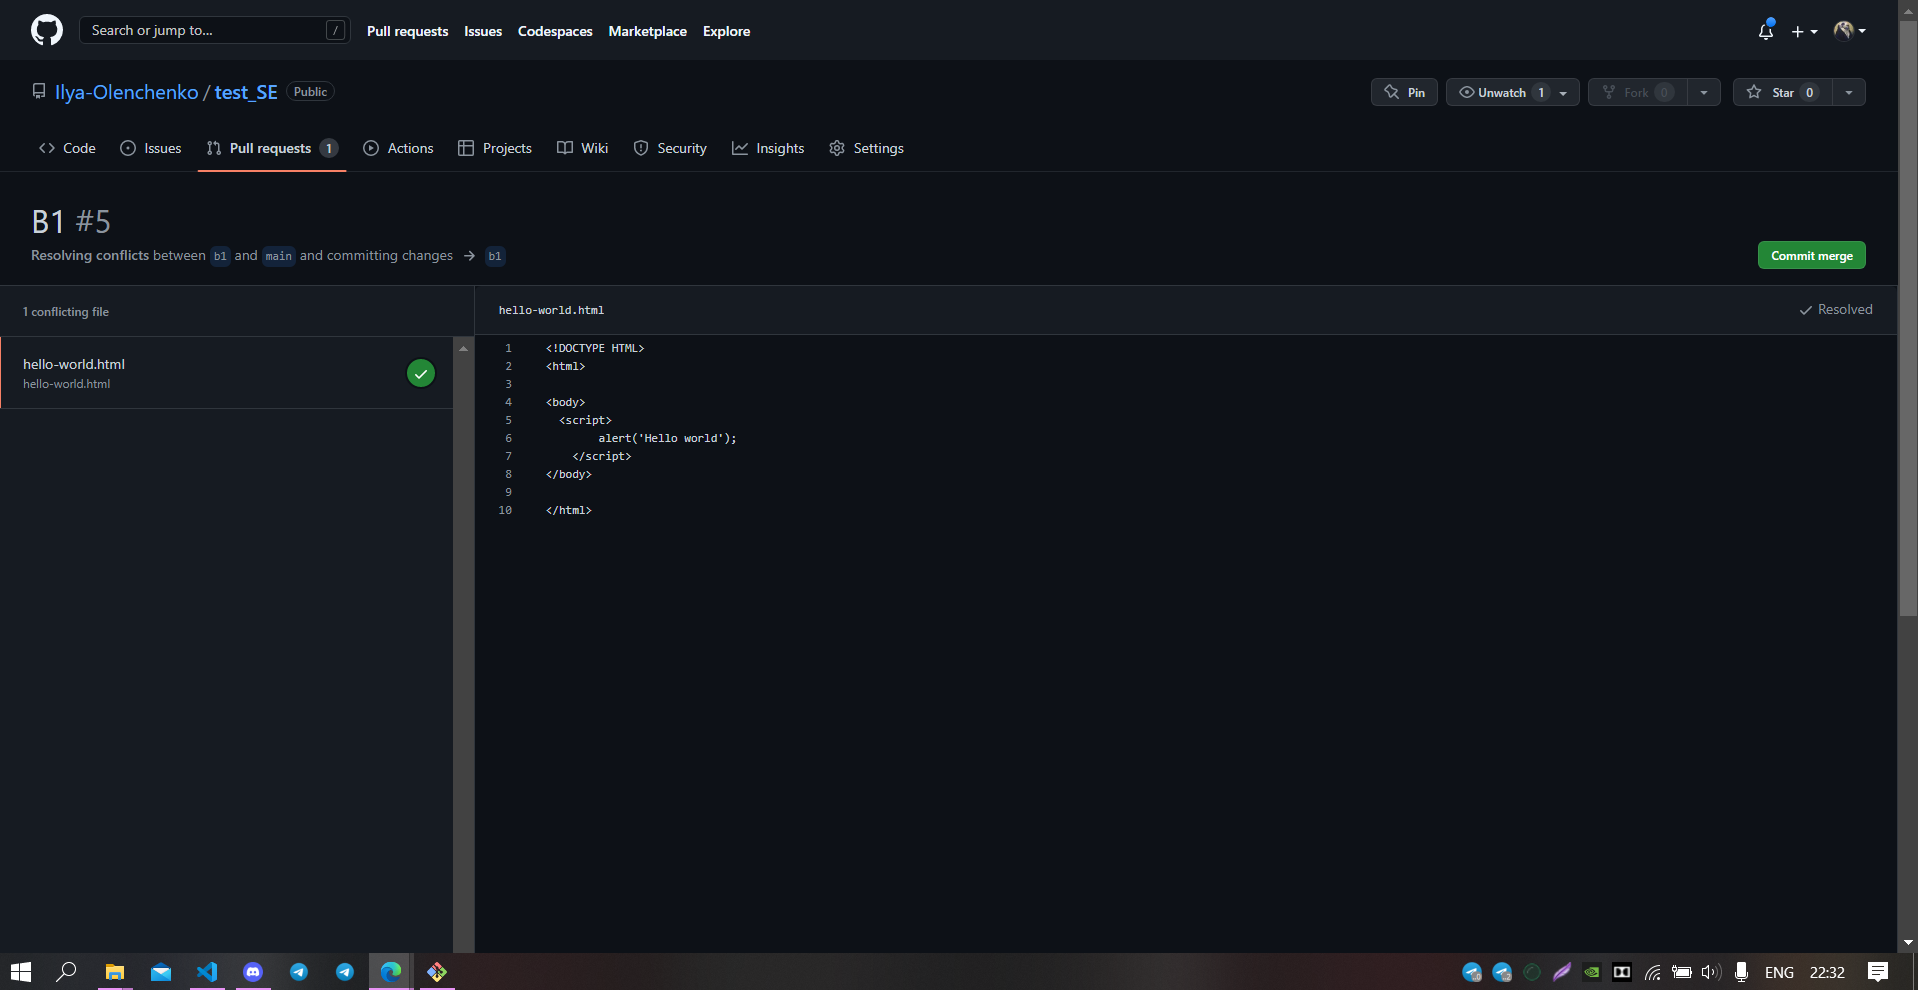 Search or jump to... /
Pull requests Issues Codespaces Marketplace Explore
Ilya-Olenchenko / test_SE Public
Pin Unwatch 1 Fork 0 Star 0
Code Issues Pull requests 1 Actions Projects Wiki Security Insights Settings
B1 #5
Resolving conflicts between b1 and main and committing changes → b1
Commit merge
1 conflicting file
hello-world.html
hello-world.html
hello-world.html
Resolved
1 <!DOCTYPE HTML>
2 <html>
3
4 <body>
5   <script>
6         alert('Hello world');
7     </script>
8 </body>
9
10 </html>
ENG 22:32